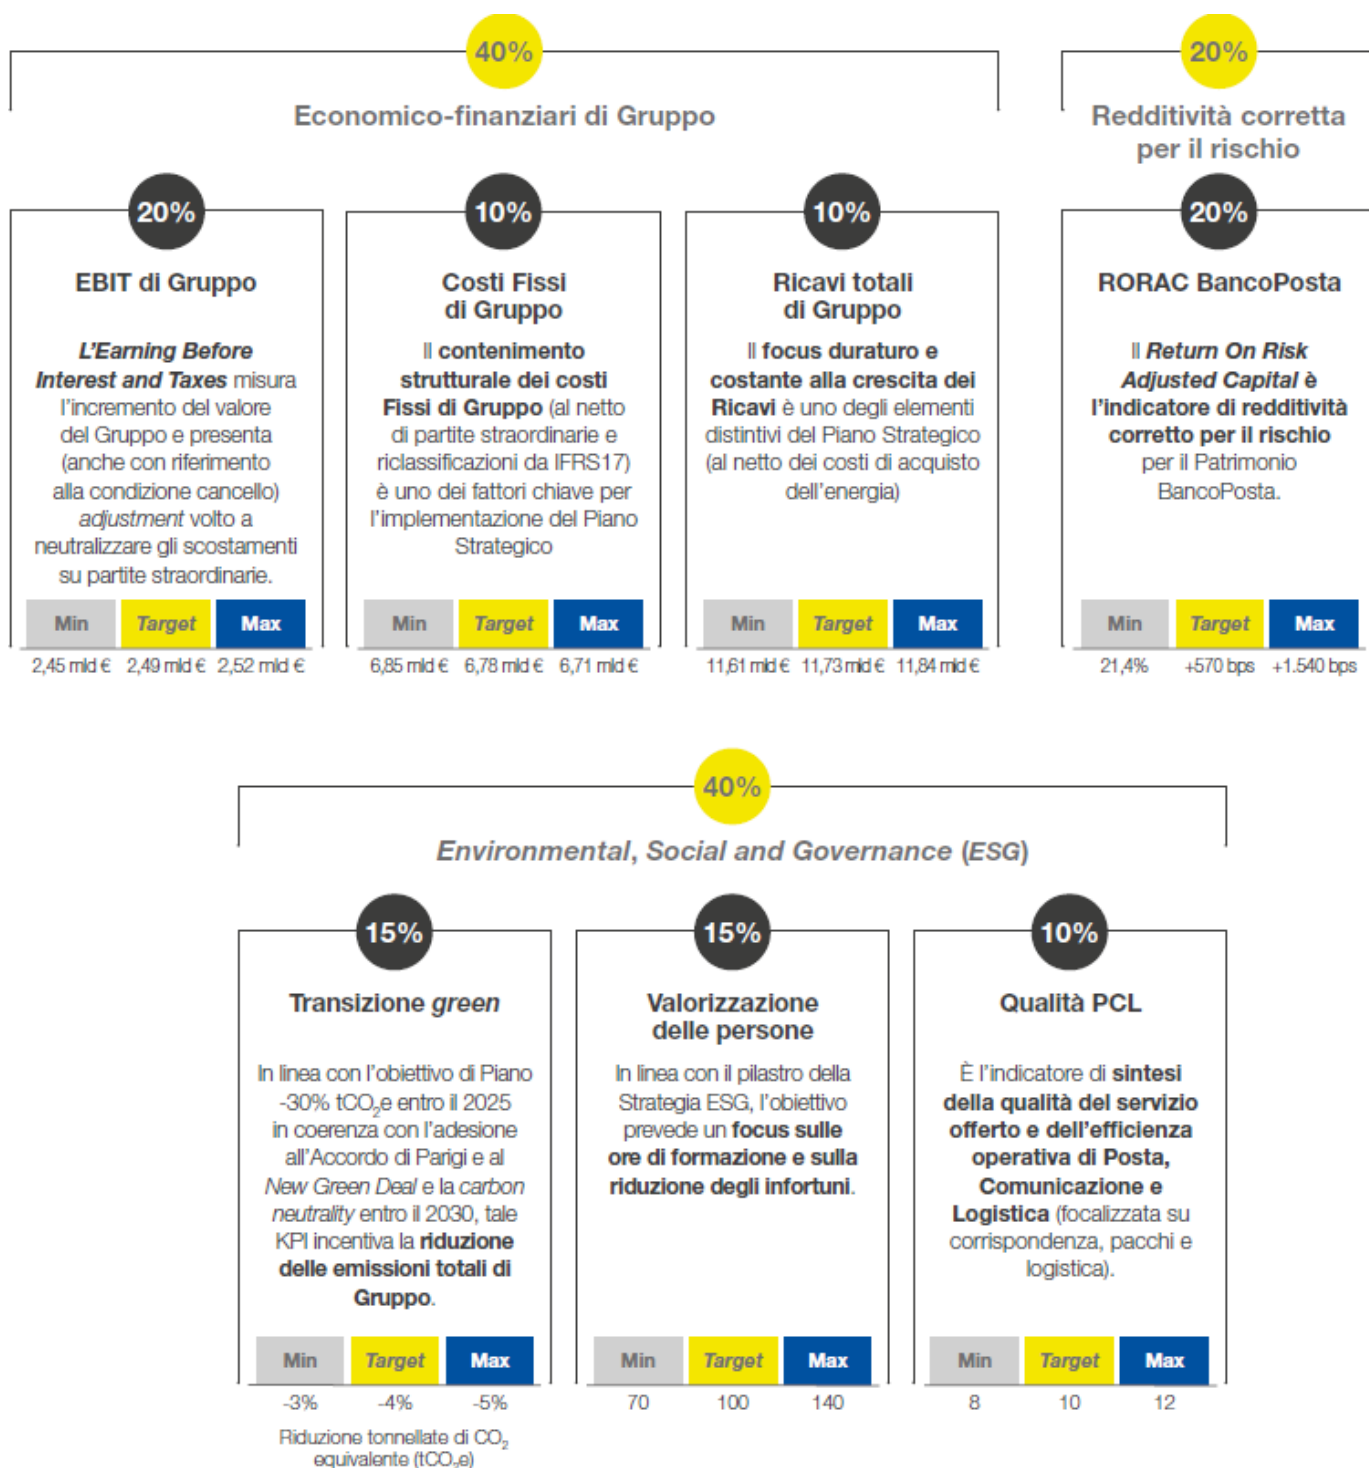 40%
Economico-finanziari di Gruppo
20%
EBIT di Gruppo
L'Earning Before
Interest and Taxes misura
l'incremento del valore
del Gruppo e presenta
(anche con riferimento
alla condizione cancello)
adjustment volto a
neutralizzare gli scostamenti
su partite straordinarie.
Min Target Max
2,45 mld € 2,49 mld € 2,52 mld €
10%
Costi Fissi
di Gruppo
Il contenimento
strutturale dei costi
Fissi di Gruppo (al netto
di partite straordinarie e
riclassificazioni da IFRS17)
è uno dei fattori chiave per
l'implementazione del Piano
Strategico
Min Target Max
6,85 mld € 6,78 mld € 6,71 mld €
10%
Ricavi totali
di Gruppo
Il focus duraturo e
costante alla crescita dei
Ricavi è uno degli elementi
distintivi del Piano Strategico
(al netto dei costi di acquisto
dell'energia)
Min Target Max
11,61 mld € 11,73 mld € 11,84 mld €
20%
Redditività corretta
per il rischio
20%
RORAC BancoPosta
Il Return On Risk
Adjusted Capital è
l'indicatore di redditività
corretto per il rischio
per il Patrimonio
BancoPosta.
Min Target Max
21,4% +570 bps +1.540 bps
40%
Environmental, Social and Governance (ESG)
15%
Transizione green
In linea con l'obiettivo di Piano
-30% tCO₂e entro il 2025
in coerenza con l'adesione
all'Accordo di Parigi e al
New Green Deal e la carbon
neutrality entro il 2030, tale
KPI incentiva la riduzione
delle emissioni totali di
Gruppo.
Min Target Max
-3% -4% -5%
Riduzione tonnellate di CO₂
equivalente (tCO₂e)
15%
Valorizzazione
delle persone
In linea con il pilastro della
Strategia ESG, l'obiettivo
prevede un focus sulle
ore di formazione e sulla
riduzione degli infortuni.
Min Target Max
70 100 140
10%
Qualità PCL
È l'indicatore di sintesi
della qualità del servizio
offerto e dell'efficienza
operativa di Posta,
Comunicazione e
Logistica (focalizzata su
corrispondenza, pacchi e
logistica).
Min Target Max
8 10 12